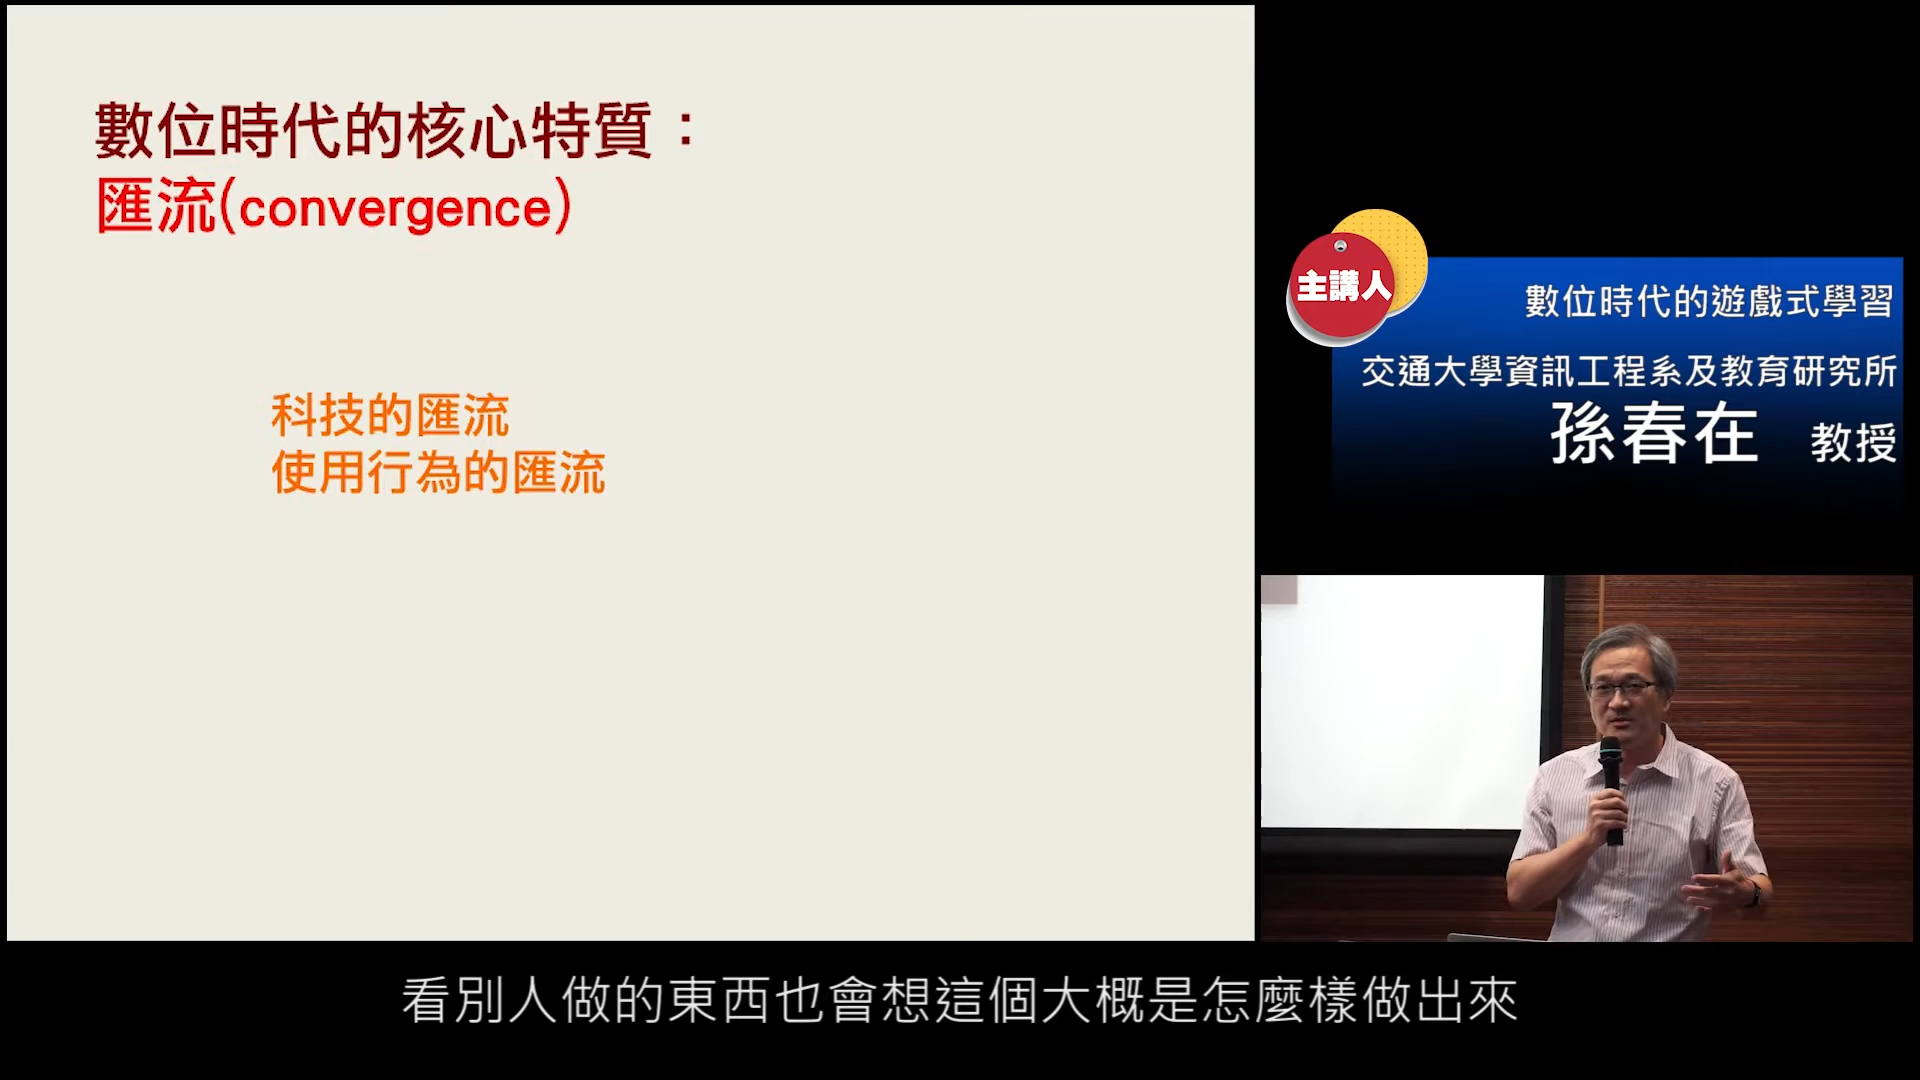 數位時代的核心特質：
匯流(convergence)
科技的匯流
使用行為的匯流
主講人
數位時代的遊戲式學習
交通大學資訊工程系及教育研究所
孫春在 教授
看別人做的東西也會想這個大概是怎麼樣做出來